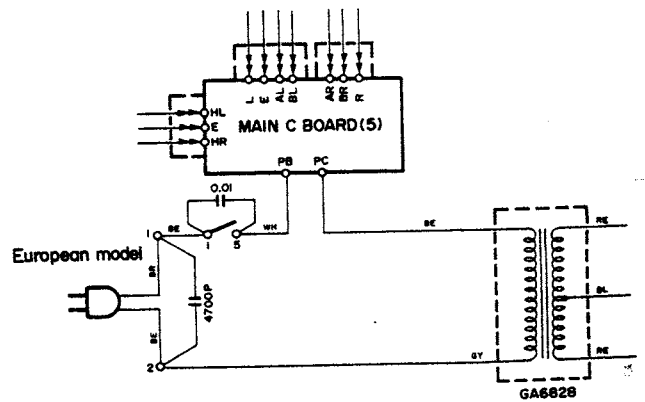 L E AL BL AR BR R
HL
E
HR
MAIN C BOARD(5)
PB PC
0.01
1 BE 1 5 WH
BE
RE
European model
BR
4700P
BL
BE
2
GY
RE
GA6828